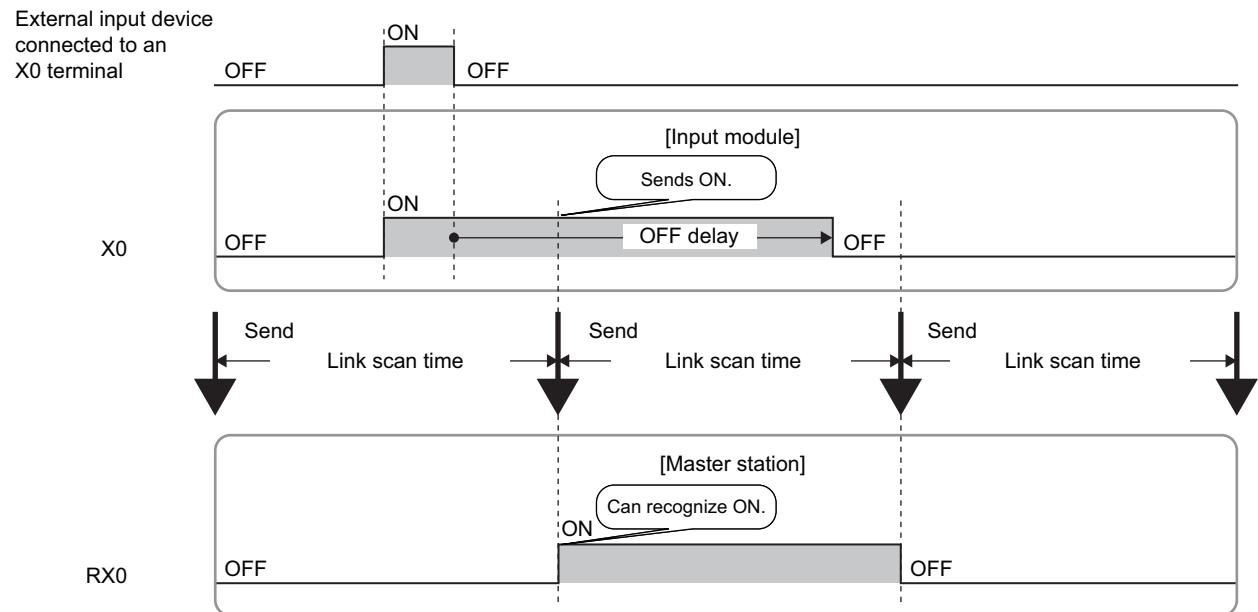 External input device
connected to an
X0 terminal
ON
OFF
OFF
[Input module]
Sends ON.
ON
OFF delay
OFF
OFF
X0
Send
Send
Send
Link scan time
Link scan time
Link scan time
[Master station]
Can recognize ON.
ON
OFF
OFF
RX0